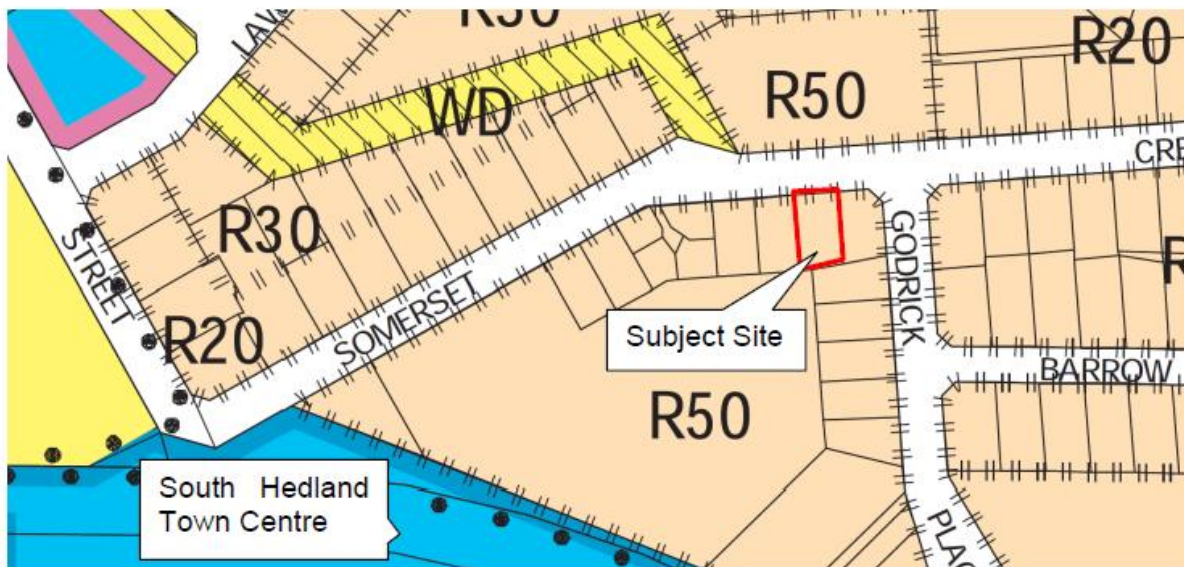 R30
LAW
R20
R50
WD
CRE
R30
GODRICK
STREET
SOMERSET
Subject Site
R20
BARROW
R50
South Hedland
Town Centre
PLAC